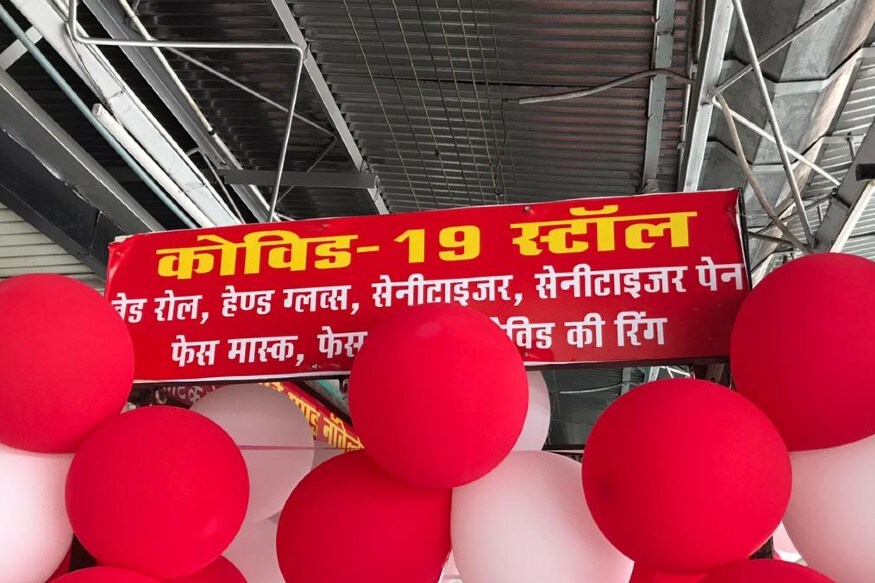 कोविड-19 स्टॉल
बेड रोल, हेण्ड ग्लव्स, सेनीटाइजर, सेनीटाइजर पेन
फेस मास्क, फेस की रिंग